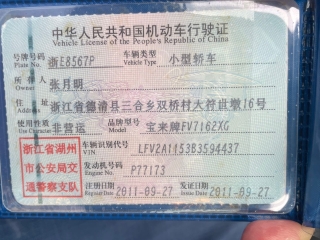 中华人民共和国机动车行驶证
Vehicle License of the People's Republic of China
号牌号码 浙E8567P 车辆类型 小型轿车
Plate No. Vehicle Type
所有人 张月明
Owner
住址 浙江省德清县三合乡双桥村大符山墩16号
Address
使用性质 非营运 品牌型号 宝来牌FV7162XG
Use Character Model
浙江省湖州
市公安局交
通警察支队
车辆识别代号 LFV2A1153B3594437
VIN
发动机号码 P77173
Engine No.
注册日期 2011-09-27 发证日期 2011-09-27
Register Date Issue Date